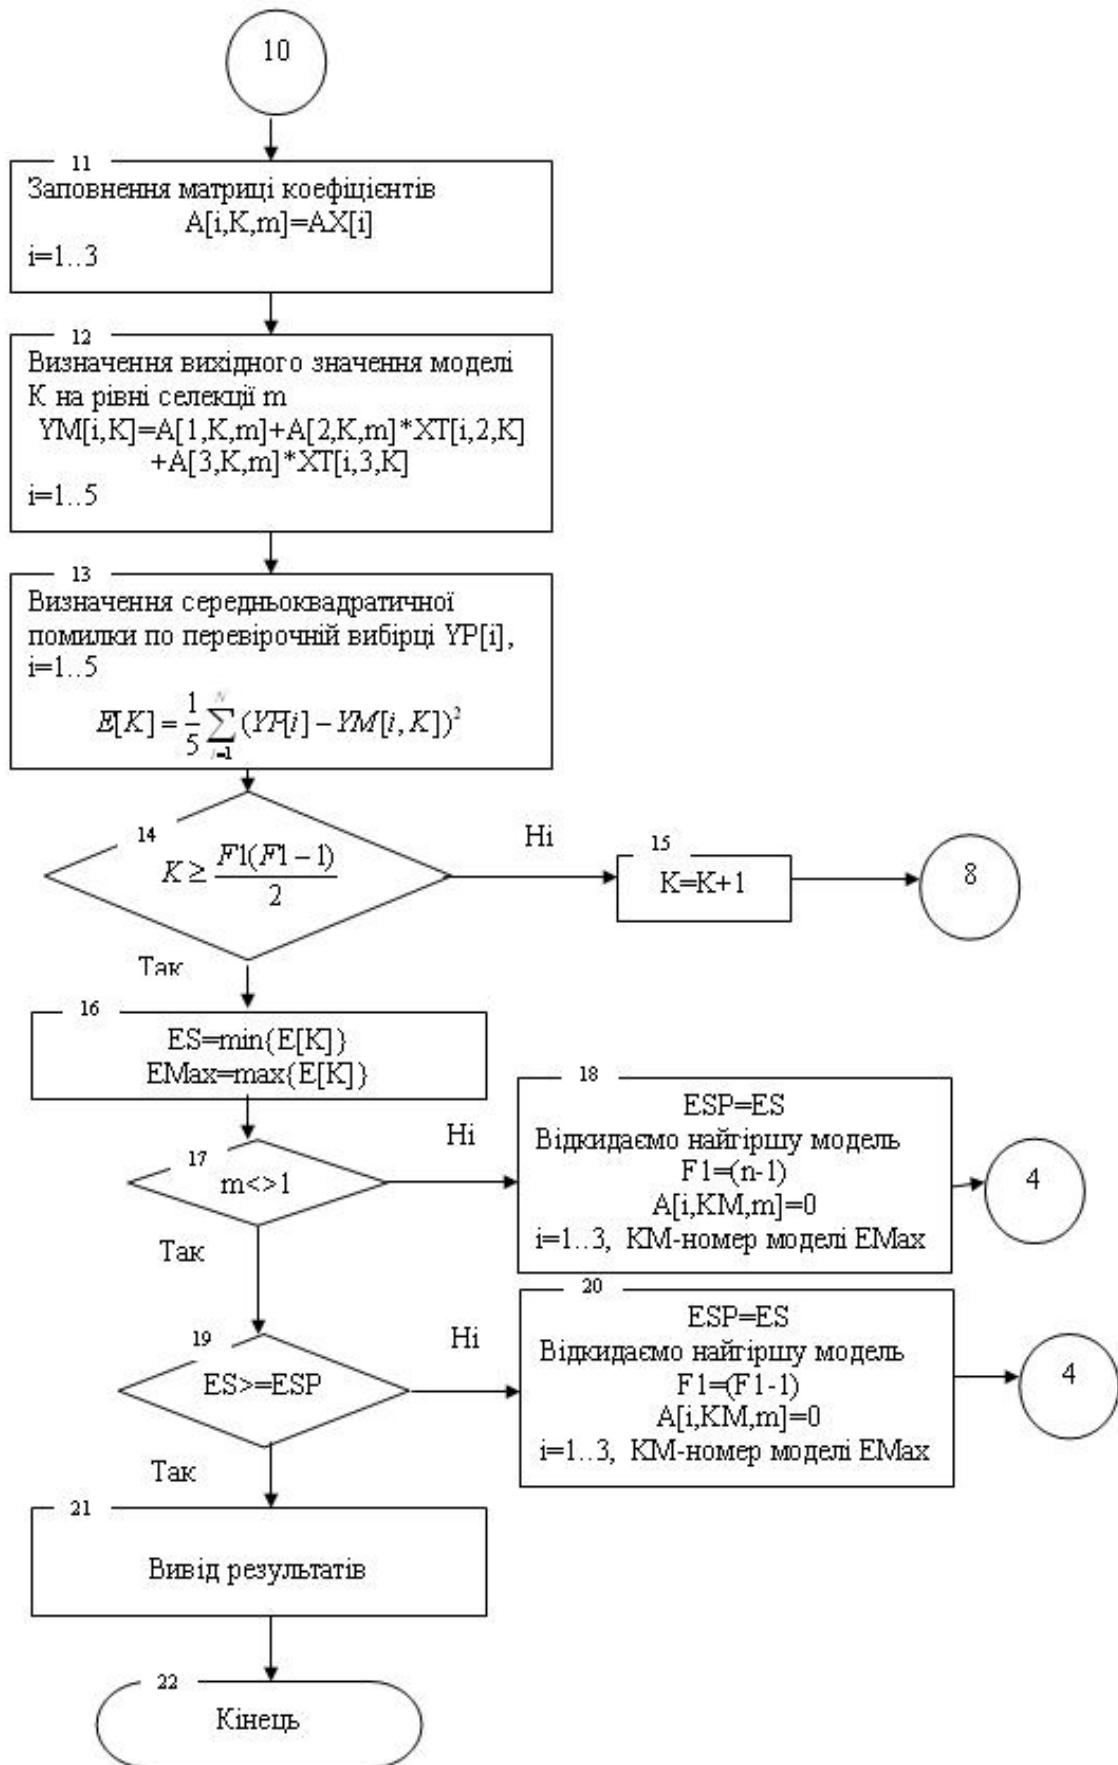 10
11
Заповнення матриці коефіцієнтів
A[i,K,m]=AX[i]
i=1..3
12
Визначення вихідного значення моделі
К на рівні селекції m
YM[i,K]=A[1,K,m]+A[2,K,m]*XT[i,2,K]
+A[3,K,m]*XT[i,3,K]
i=1..5
13
Визначення середньоквадратичної
помилки по перевірочній вибірці YP[i],
i=1..5
E[K] = \frac{1}{5} \sum_{i=1}^{N} (YP[i] - YM[i, K])^2
14
K ≥ \frac{F1(F1-1)}{2}
Ні
15
K=K+1
8
Так
16
ES=min{E[K]}
EMax=max{E[K]}
17
m<>1
Ні
18
ESP=ES
Відкидаємо найгіршу модель
F1=(n-1)
A[i,KM,m]=0
i=1..3, KM-номер моделі EMax
4
Так
19
ES>=ESP
Ні
20
ESP=ES
Відкидаємо найгіршу модель
F1=(F1-1)
A[i,KM,m]=0
i=1..3, KM-номер моделі EMax
4
Так
21
Вивід результатів
22
Кінець